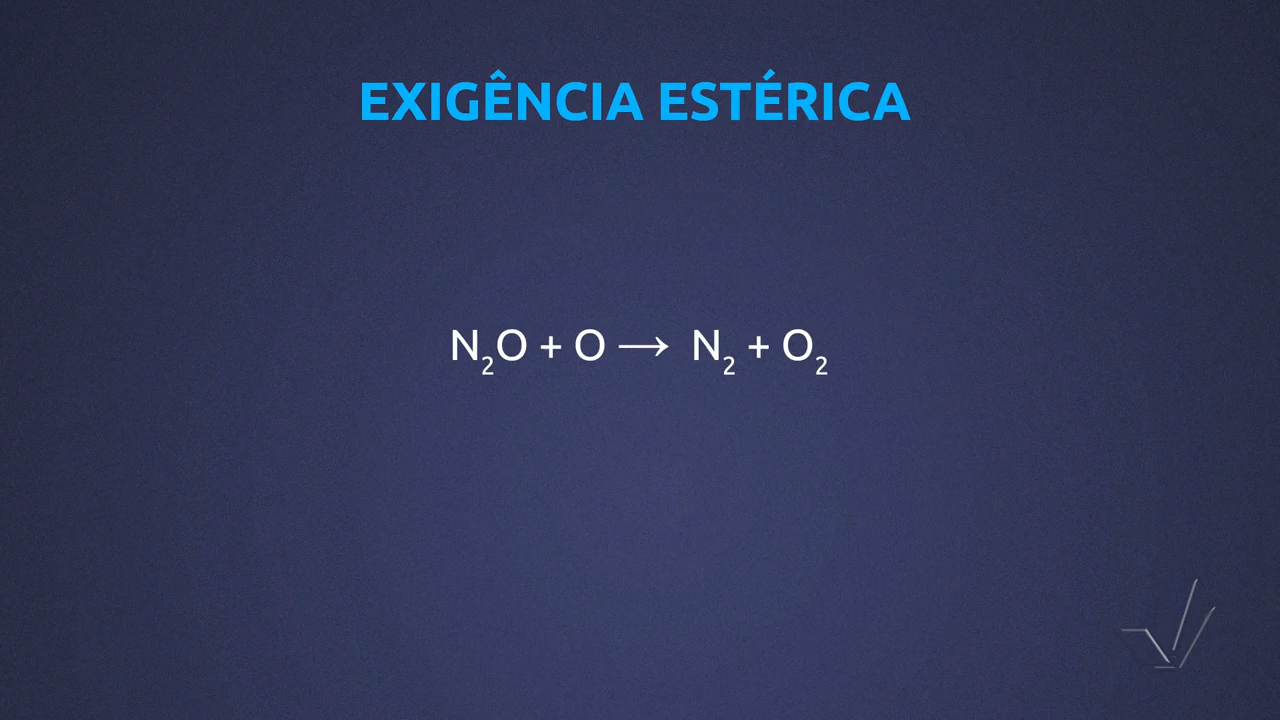 EXIGÊNCIA ESTÉRICA
N₂O + O → N₂ + O₂